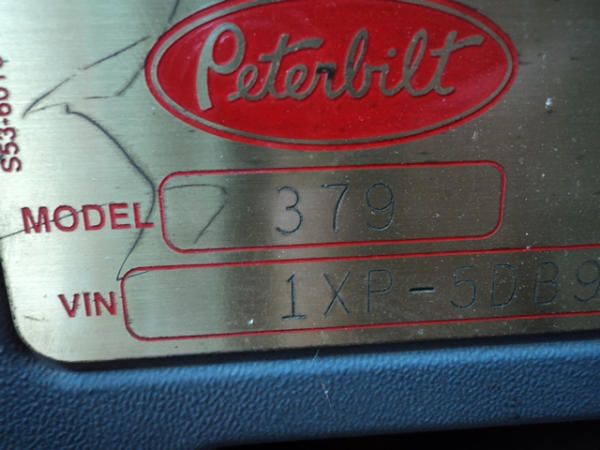 Peterbilt
MODEL 379
VIN 1XP-5DB9